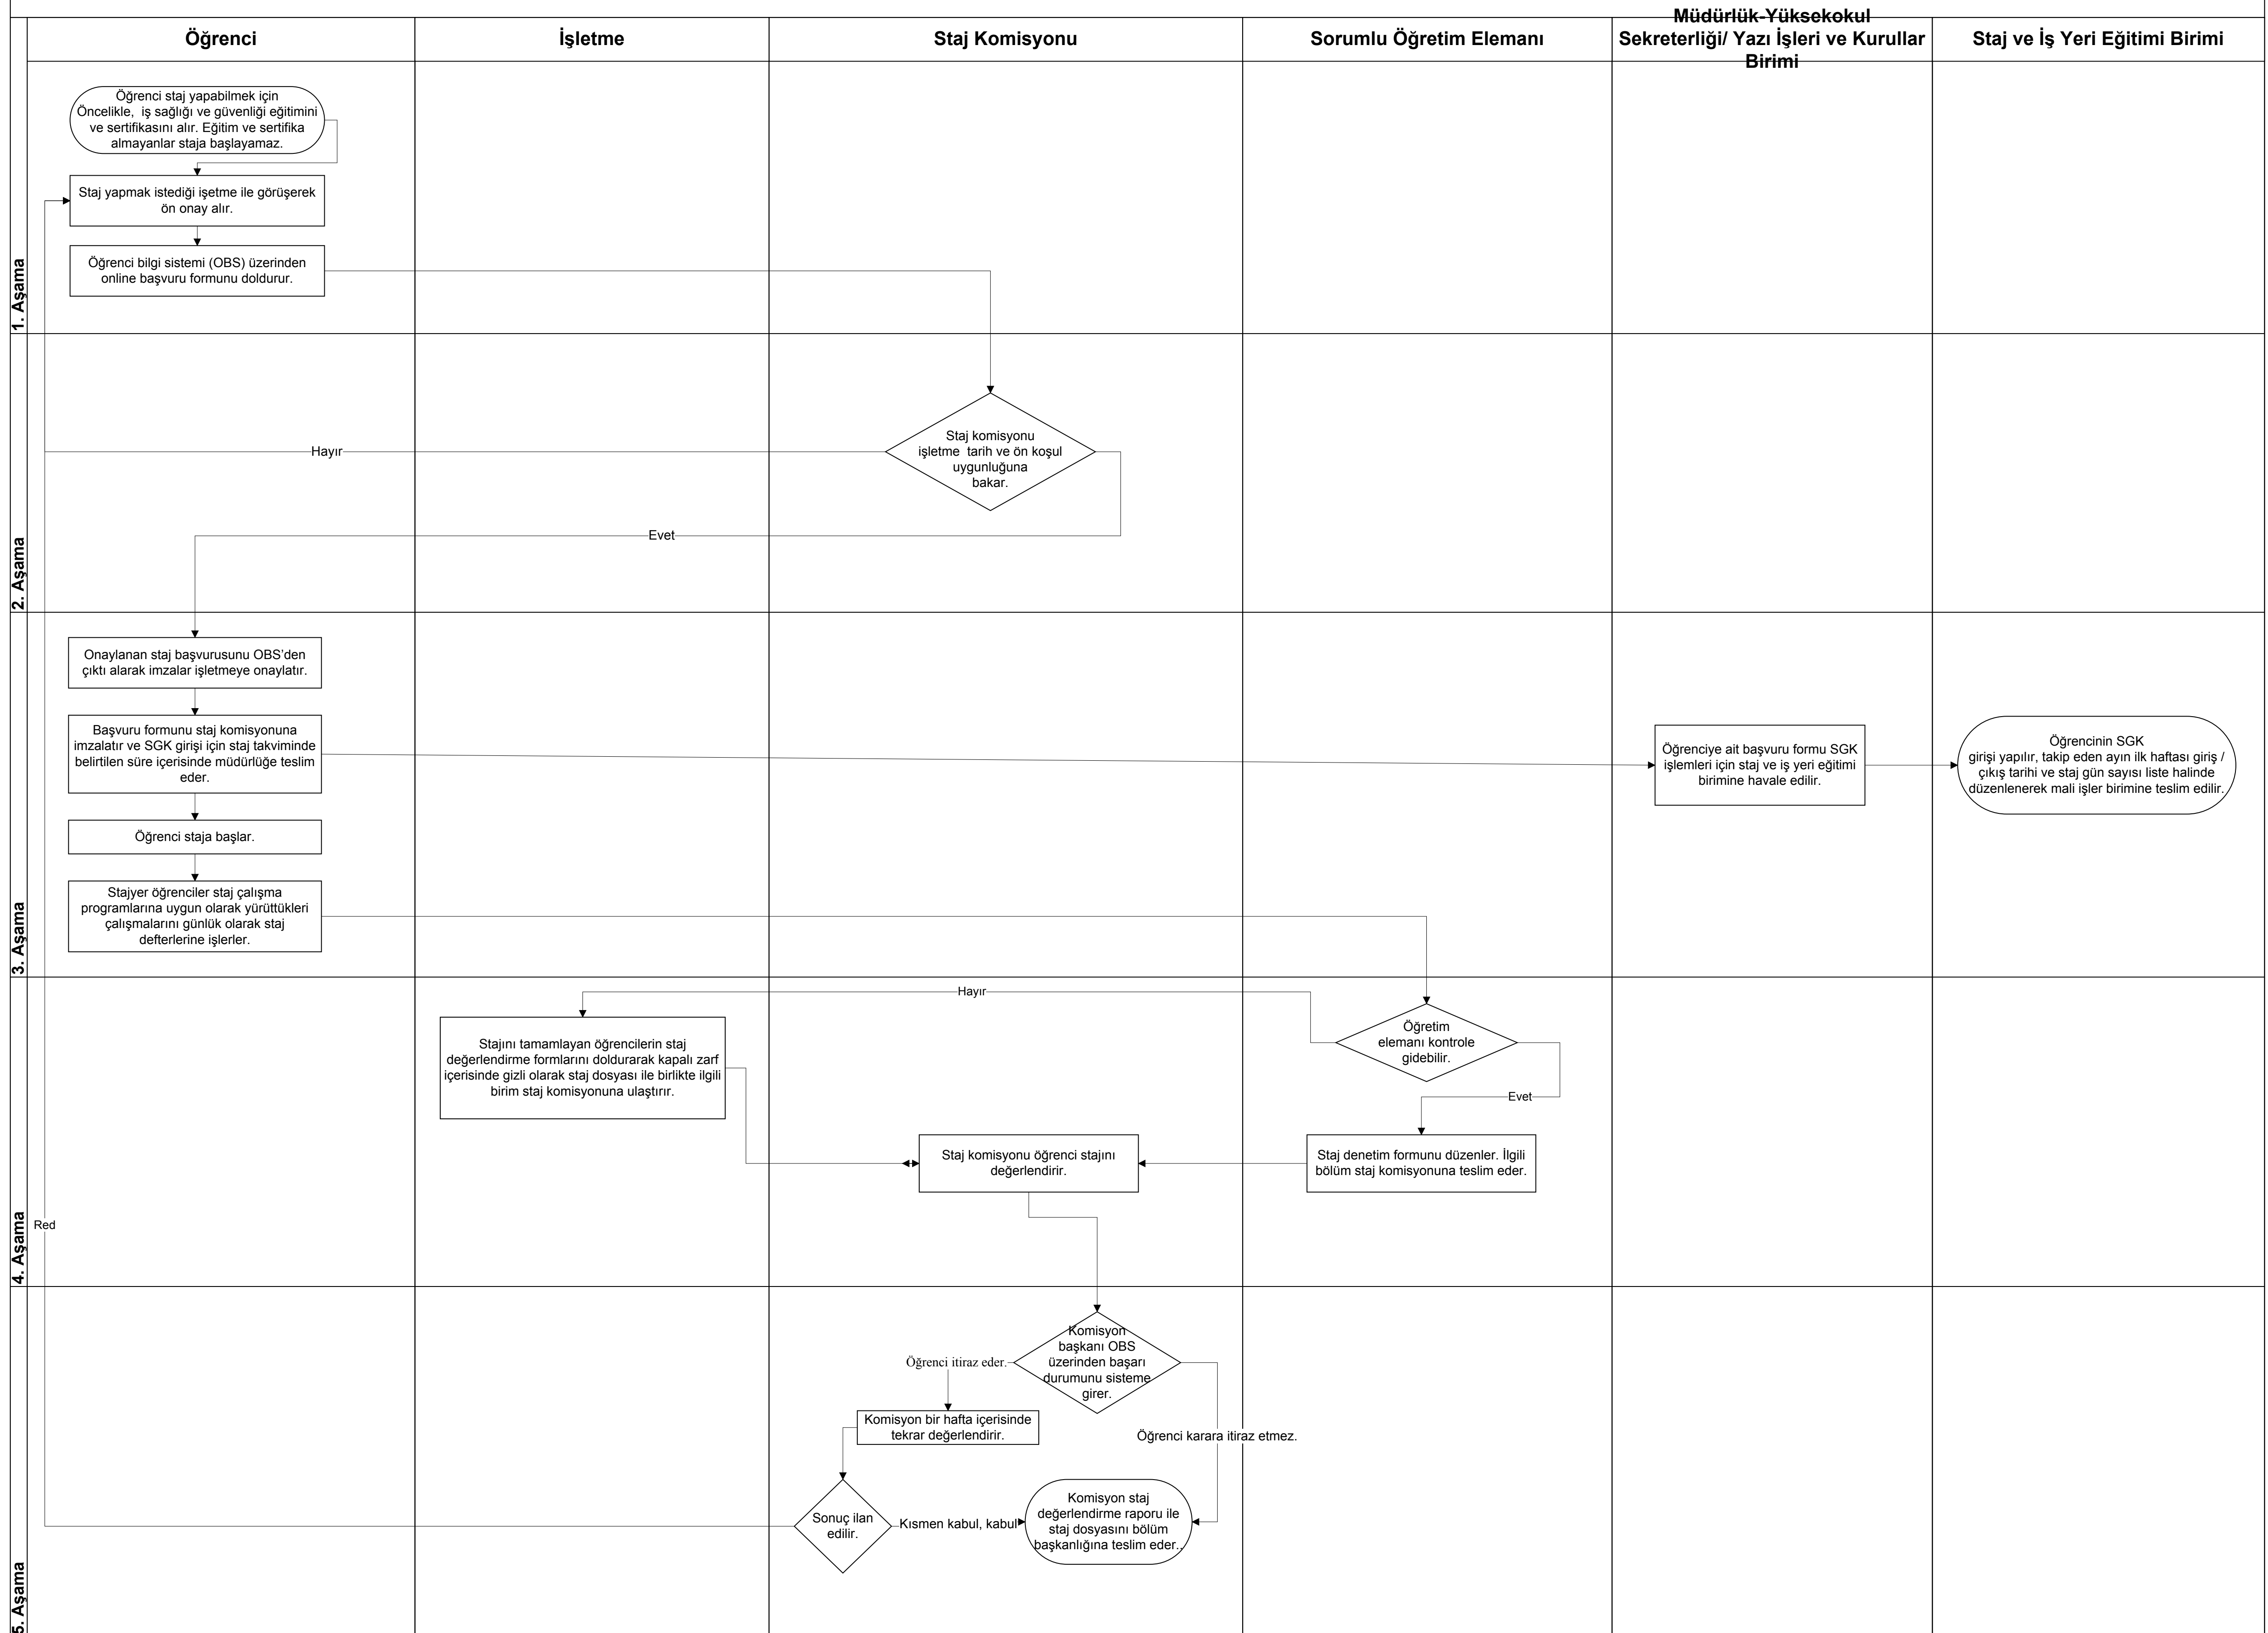 Öğrenci
İşletme
Staj Komisyonu
Sorumlu Öğretim Elemanı
Müdürlük-Yüksekokul
Sekreterliği/ Yazı İşleri ve Kurullar
Birimi
Staj ve İş Yeri Eğitimi Birimi
1. Aşama
Öğrenci staj yapabilmek için
Öncelikle, iş sağlığı ve güvenliği eğitimini
ve sertifikasını alır. Eğitim ve sertifika
almayanlar staja başlayamaz.
Staj yapmak istediği işetme ile görüşerek
ön onay alır.
Öğrenci bilgi sistemi (OBS) üzerinden
online başvuru formunu doldurur.
2. Aşama
Staj komisyonu
işletme tarih ve ön koşul
uygunluğuna
bakar.
Hayır
Evet
3. Aşama
Onaylanan staj başvurusunu OBS’den
çıktı alarak imzalar işletmeye onaylatır.
Başvuru formunu staj komisyonuna
imzalatır ve SGK girişi için staj takviminde
belirtilen süre içerisinde müdürlüğe teslim
eder.
Öğrenciye ait başvuru formu SGK
işlemleri için staj ve iş yeri eğitimi
birimine havale edilir.
Öğrencinin SGK
girişi yapılır, takip eden ayın ilk haftası giriş /
çıkış tarihi ve staj gün sayısı liste halinde
düzenlenerek mali işler birimine teslim edilir.
Öğrenci staja başlar.
Stajyer öğrenciler staj çalışma
programlarına uygun olarak yürüttükleri
çalışmalarını günlük olarak staj
defterlerine işlerler.
4. Aşama
Hayır
Öğretim
elemanı kontrole
gidebilir.
Evet
Stajını tamamlayan öğrencilerin staj
değerlendirme formlarını doldurarak kapalı zarf
içerisinde gizli olarak staj dosyası ile birlikte ilgili
birim staj komisyonuna ulaştırır.
Staj komisyonu öğrenci stajını
değerlendirir.
Staj denetim formunu düzenler. İlgili
bölüm staj komisyonuna teslim eder.
Red
5. Aşama
Komisyon
başkanı OBS
üzerinden başarı
durumunu sisteme
girer.
Öğrenci itiraz eder.
Komisyon bir hafta içerisinde
tekrar değerlendirir.
Öğrenci karara itiraz etmez.
Sonuç ilan
edilir.
Kısmen kabul, kabul
Komisyon staj
değerlendirme raporu ile
staj dosyasını bölüm
başkanlığına teslim eder..